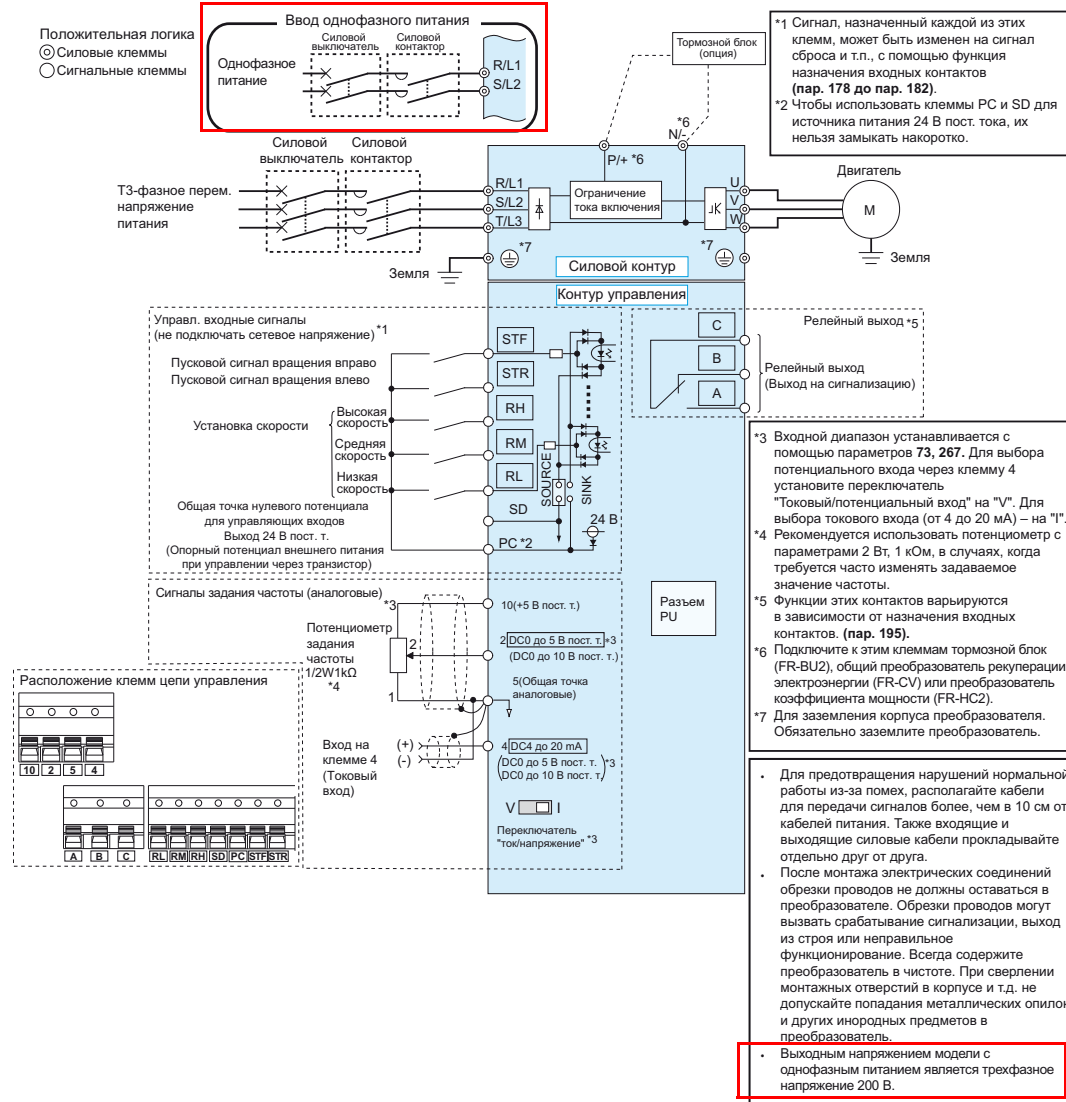 Положительная логика
Силовые клеммы
Сигнальные клеммы
Ввод однофазного питания
Силовой
выключатель
Силовой
контактор
Однофазное
питание
R/L1
S/L2
Тормозной блок
(опция)
*1 Сигнал, назначенный каждой из этих
клемм, может быть изменен на сигнал
сброса и т.п., с помощью функция
назначения входных контактов
(пар. 178 до пар. 182).
*2 Чтобы использовать клеммы PC и SD для
источника питания 24 В пост. тока, их
нельзя замыкать накоротко.
Силовой
выключатель
Силовой
контактор
Т3-фазное перем.
напряжение
питания
R/L1
S/L2
T/L3
P/+ *6
*6
N/-
Ограничение
тока включения
U
V
W
Двигатель
M
Земля
*7
*7
Земля
Силовой контур
Контур управления
Управл. входные сигналы
(не подключать сетевое напряжение) *1
Пусковой сигнал вращения вправо
Пусковой сигнал вращения влево
Установка скорости
Высокая
скорость
Средняя
скорость
Низкая
скорость
Общая точка нулевого потенциала
для управляющих входов
Выход 24 В пост. т.
(Опорный потенциал внешнего питания
при управлении через транзистор)
STF
STR
RH
RM
RL
SD
PC *2
SOURCE
SINK
24 В
C
B
A
Релейный выход *5
Релейный выход
(Выход на сигнализацию)
*3 Входной диапазон устанавливается с
помощью параметров 73, 267. Для выбора
потенциального входа через клемму 4
установите переключатель
"Токовый/потенциальный вход" на "V". Для
выбора токового входа (от 4 до 20 мА) – на "I".
*4 Рекомендуется использовать потенциометр с
параметрами 2 Вт, 1 кОм, в случаях, когда
требуется часто изменять задаваемое
значение частоты.
*5 Функции этих контактов варьируются
в зависимости от назначения входных
контактов. (пар. 195).
*6 Подключите к этим клеммам тормозной блок
(FR-BU2), общий преобразователь рекуперации
электроэнергии (FR-CV) или преобразователь
коэффициента мощности (FR-HC2).
*7 Для заземления корпуса преобразователя.
Обязательно заземлите преобразователь.
Сигналы задания частоты (аналоговые)
*3
Потенциометр
задания
частоты
1/2W1kΩ
*4
2
1
10(+5 В пост. т.)
2 DC0 до 5 В пост. т. *3
(DC0 до 10 В пост. т.)
5(Общая точка
аналоговые)
Вход на
клемме 4
(Токовый
вход)
(+)
(-)
4 DC4 до 20 mA
(DC0 до 5 В пост. т.
DC0 до 10 В пост. т.) *3
V I
Переключатель
"ток/напряжение" *3
Разъем
PU
Расположение клемм цепи управления
10 2 5 4
A B C RL RM RH SD PC STF STR
• Для предотвращения нарушений нормальной
работы из-за помех, располагайте кабели
для передачи сигналов более, чем в 10 см от
кабелей питания. Также входящие и
выходящие силовые кабели прокладывайте
отдельно друг от друга.
• После монтажа электрических соединений
обрезки проводов не должны оставаться в
преобразователе. Обрезки проводов могут
вызвать срабатывание сигнализации, выход
из строя или неправильное
функционирование. Всегда содержите
преобразователь в чистоте. При сверлении
монтажных отверстий в корпусе и т.д. не
допускайте попадания металлических опилок
и других инородных предметов в
преобразователь.
• Выходным напряжением модели с
однофазным питанием является трехфазное
напряжение 200 В.